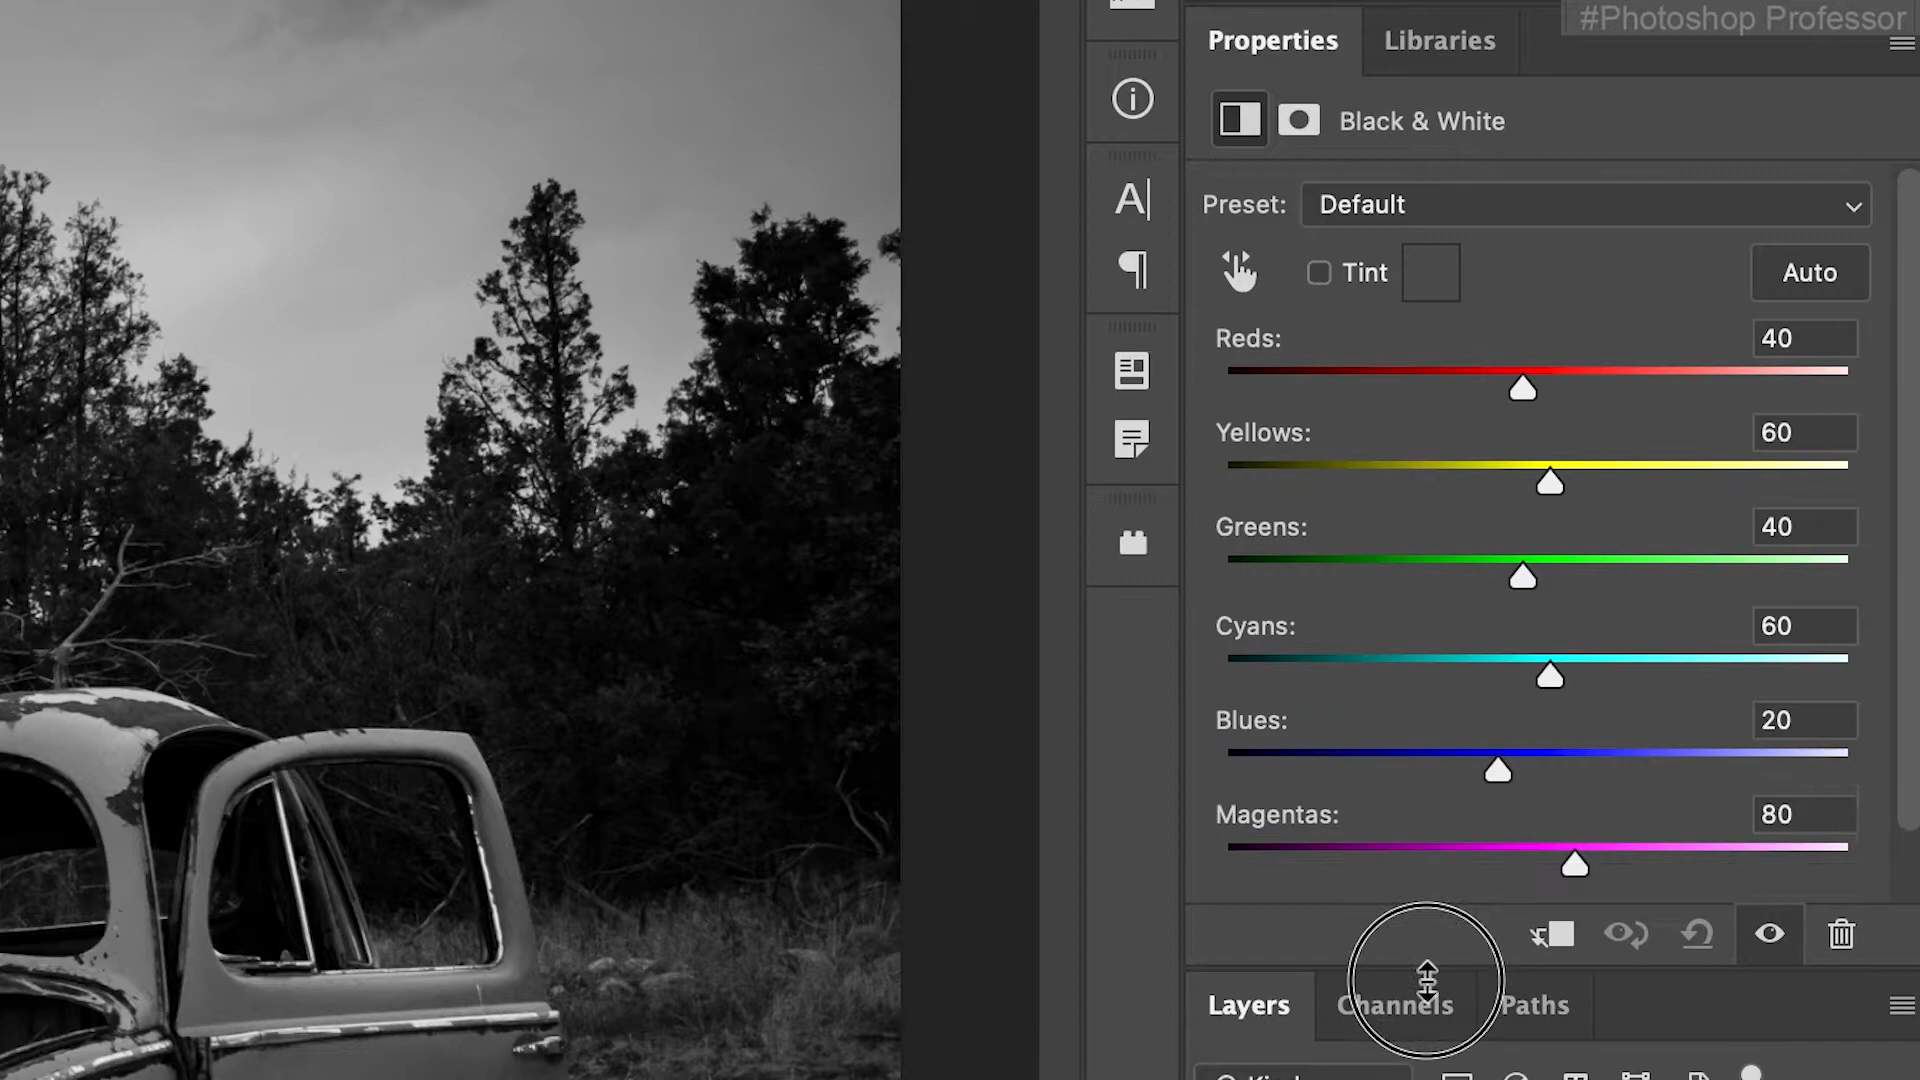 #Photoshop Professor
Properties
Libraries
Black & White
Preset:
Default
Tint
Auto
Reds:
40
Yellows:
60
Greens:
40
Cyans:
60
Blues:
20
Magentas:
80
Layers
Channels
Paths